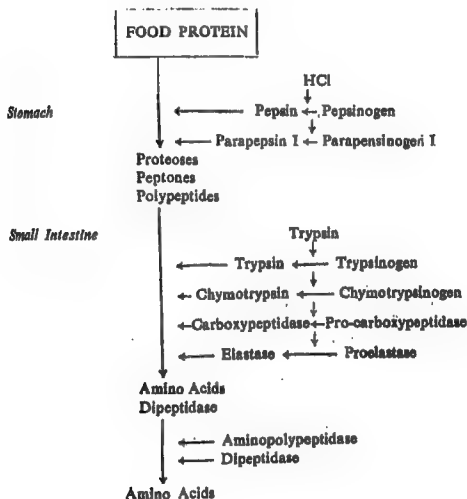 FOOD PROTEIN
HCl
Stomach
Pepsin Pepsinogen
Parapepsin I Parapensinogen I
Proteoses
Peptones
Polypeptides
Small Intestine
Trypsin
Trypsin Trypsinogen
Chymotrypsin Chymotrypsinogen
Carboxypeptidase Pro-carboxypeptidase
Elastase Proelastase
Amino Acids
Dipeptidase
Aminopolypeptidase
Dipeptidase
Amino Acids